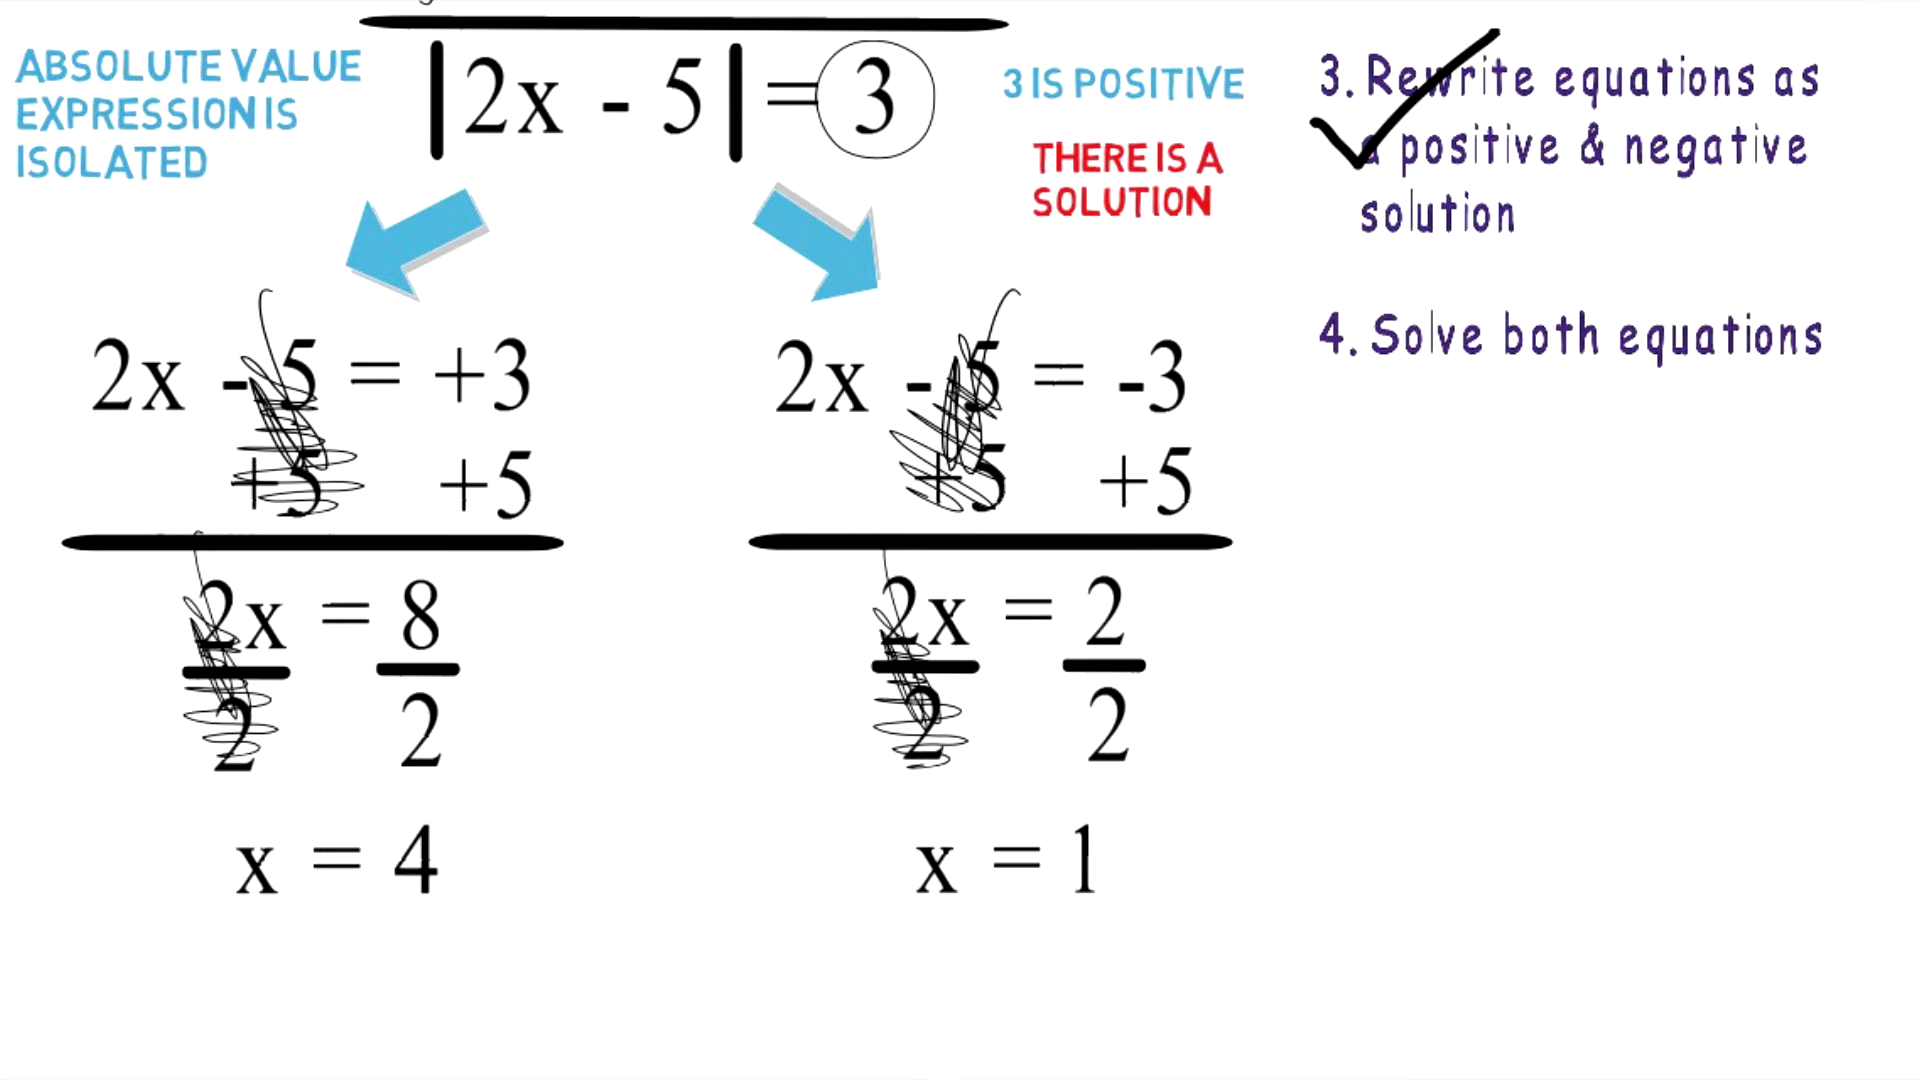 ABSOLUTE VALUE
EXPRESSION IS
ISOLATED
|2x - 5| = 3
3 IS POSITIVE
THERE IS A
SOLUTION
3. Rewrite equations as
a positive & negative
solution
4. Solve both equations
2x - 5 = +3
+5 +5
2x = 8
2 2
x = 4
2x - 5 = -3
+5 +5
2x = 2
2 2
x = 1